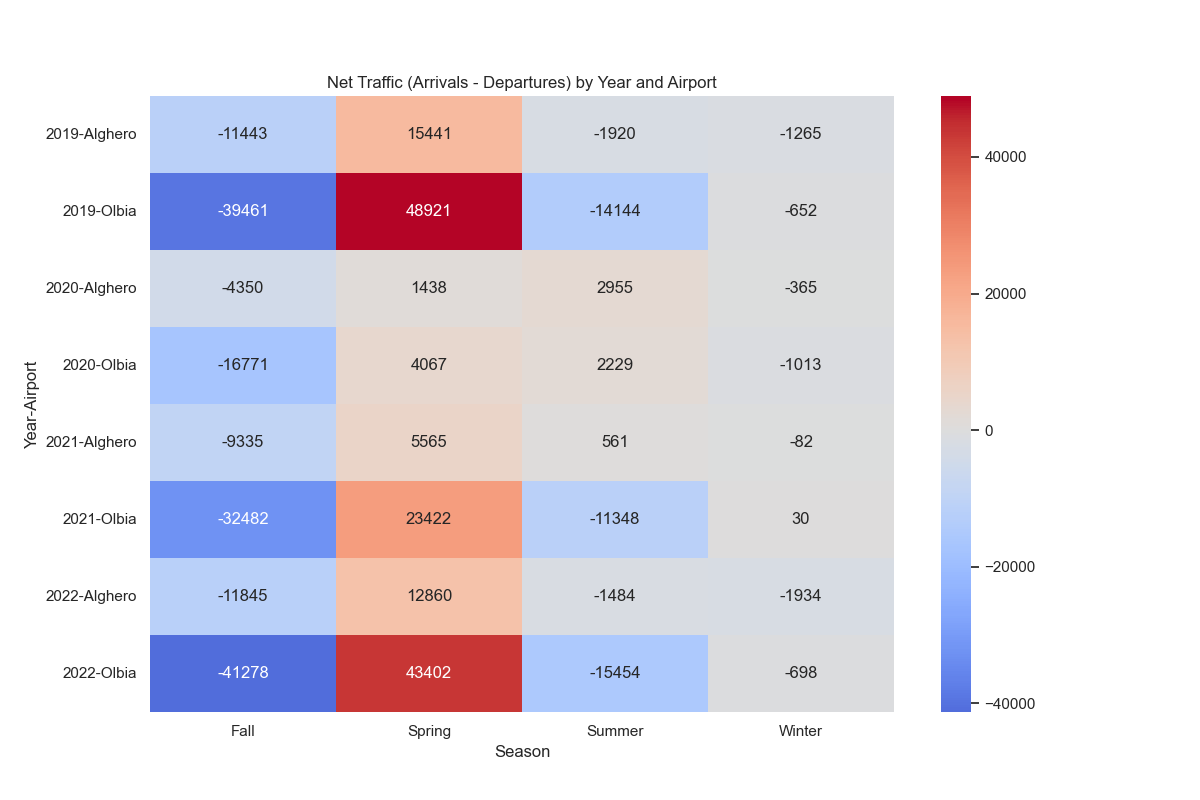 Net Traffic (Arrivals - Departures) by Year and Airport
Year-Airport
2019-Alghero -11443 15441 -1920 -1265
2019-Olbia -39461 48921 -14144 -652
2020-Alghero -4350 1438 2955 -365
2020-Olbia -16771 4067 2229 -1013
2021-Alghero -9335 5565 561 -82
2021-Olbia -32482 23422 -11348 30
2022-Alghero -11845 12860 -1484 -1934
2022-Olbia -41278 43402 -15454 -698
Fall Spring Summer Winter
Season
40000
20000
0
−20000
−40000